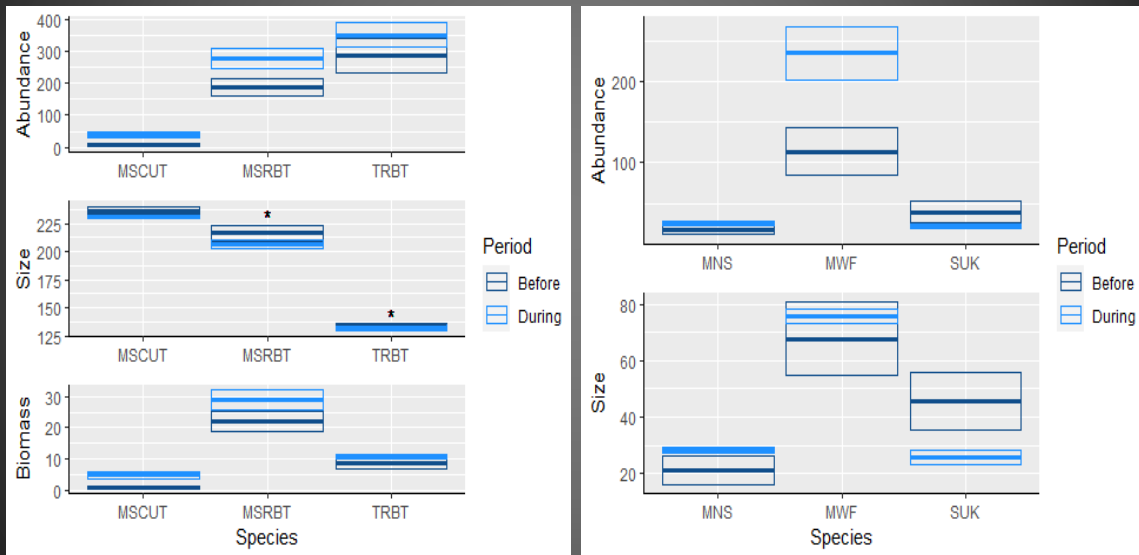 Abundance
400
300
200
100
0
MSCUT MSRBT TRBT
Size
225
200
175
150
125
*
*
MSCUT MSRBT TRBT
Biomass
30
20
10
0
MSCUT MSRBT TRBT
Species
Period
Before
During
Abundance
200
100
MNS MWF SUK
Size
80
60
40
20
MNS MWF SUK
Species
Period
Before
During